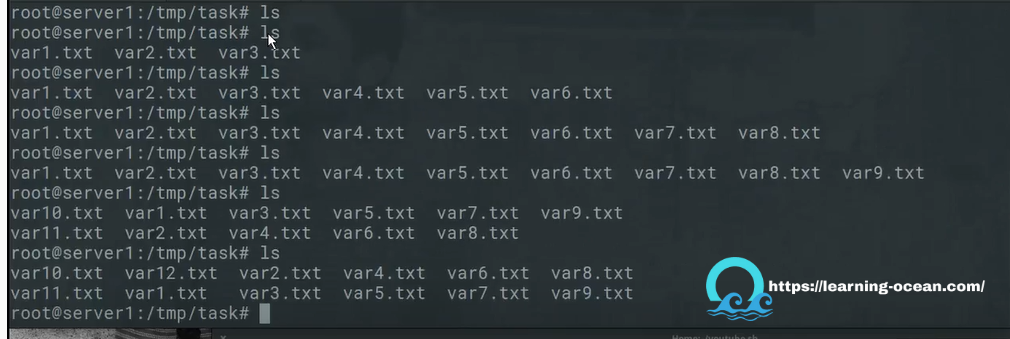 root@server1:/tmp/task# ls
root@server1:/tmp/task# ls
var1.txt  var2.txt  var3.txt
root@server1:/tmp/task# ls
var1.txt  var2.txt  var3.txt  var4.txt  var5.txt  var6.txt
root@server1:/tmp/task# ls
var1.txt  var2.txt  var3.txt  var4.txt  var5.txt  var6.txt  var7.txt  var8.txt
root@server1:/tmp/task# ls
var1.txt  var2.txt  var3.txt  var4.txt  var5.txt  var6.txt  var7.txt  var8.txt  var9.txt
root@server1:/tmp/task# ls
var10.txt  var1.txt  var3.txt  var5.txt  var7.txt  var9.txt
var11.txt  var2.txt  var4.txt  var6.txt  var8.txt
root@server1:/tmp/task# ls
var10.txt  var12.txt  var2.txt  var4.txt  var6.txt  var8.txt
var11.txt  var1.txt   var3.txt  var5.txt  var7.txt  var9.txt
root@server1:/tmp/task#
https://learning-ocean.com/